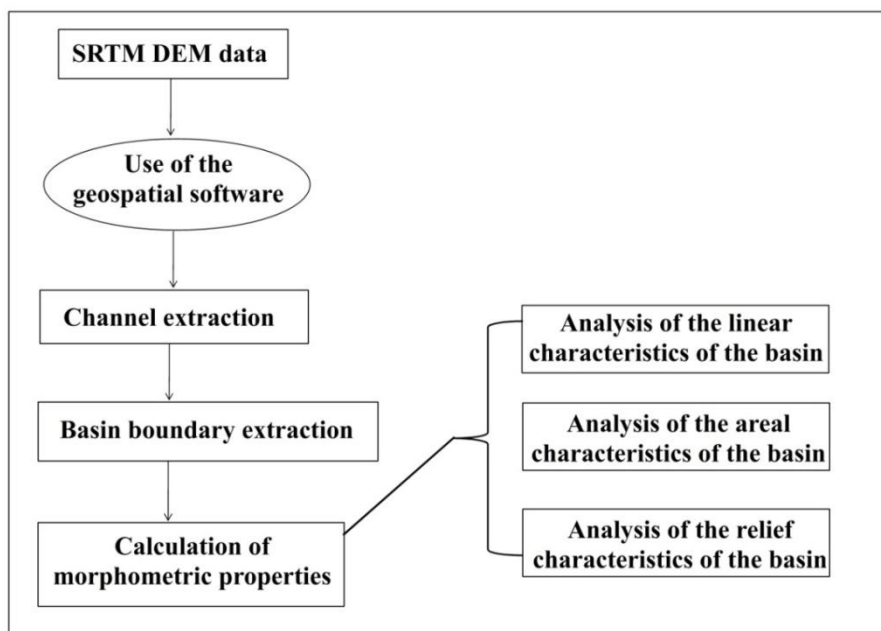 SRTM DEM data
Use of the
geospatial software
Channel extraction
Basin boundary extraction
Calculation of
morphometric properties
Analysis of the linear
characteristics of the basin
Analysis of the areal
characteristics of the basin
Analysis of the relief
characteristics of the basin